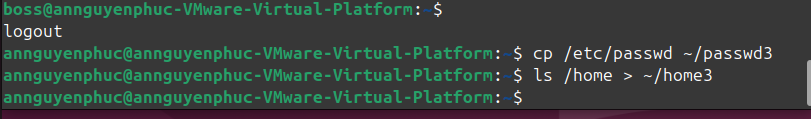 boss@annguyenphuc-VMware-Virtual-Platform:~$
logout
annguyenphuc@annguyenphuc-VMware-Virtual-Platform:~$ cp /etc/passwd ~/passwd3
annguyenphuc@annguyenphuc-VMware-Virtual-Platform:~$ ls /home > ~/home3
annguyenphuc@annguyenphuc-VMware-Virtual-Platform:~$